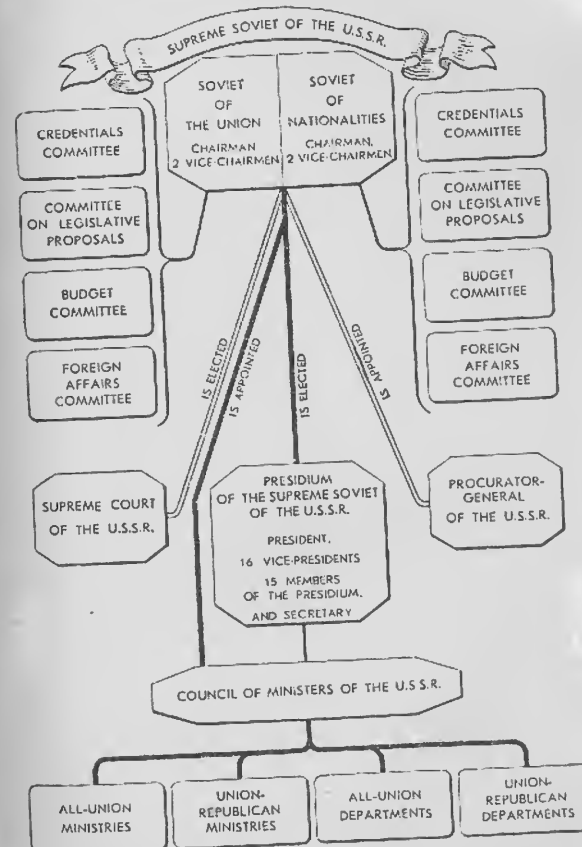 SUPREME SOVIET OF THE U.S.S.R.
SOVIET
OF
THE UNION
CHAIRMAN
2 VICE-CHAIRMEN
SOVIET
OF
NATIONALITIES
CHAIRMAN,
2 VICE-CHAIRMEN
CREDENTIALS
COMMITTEE
COMMITTEE
ON LEGISLATIVE
PROPOSALS
BUDGET
COMMITTEE
FOREIGN
AFFAIRS
COMMITTEE
CREDENTIALS
COMMITTEE
COMMITTEE
ON LEGISLATIVE
PROPOSALS
BUDGET
COMMITTEE
FOREIGN
AFFAIRS
COMMITTEE
IS ELECTED
IS APPOINTED
IS ELECTED
IS APPOINTED
SUPREME COURT
OF THE U.S.S.R.
PRESIDIUM
OF THE SUPREME SOVIET
OF THE U.S.S.R.
PRESIDENT,
16 VICE-PRESIDENTS
15 MEMBERS
OF THE PRESIDIUM,
AND SECRETARY
PROCURATOR-
GENERAL
OF THE U.S.S.R.
COUNCIL OF MINISTERS OF THE U.S.S.R.
ALL-UNION
MINISTRIES
UNION-
REPUBLICAN
MINISTRIES
ALL-UNION
DEPARTMENTS
UNION-
REPUBLICAN
DEPARTMENTS